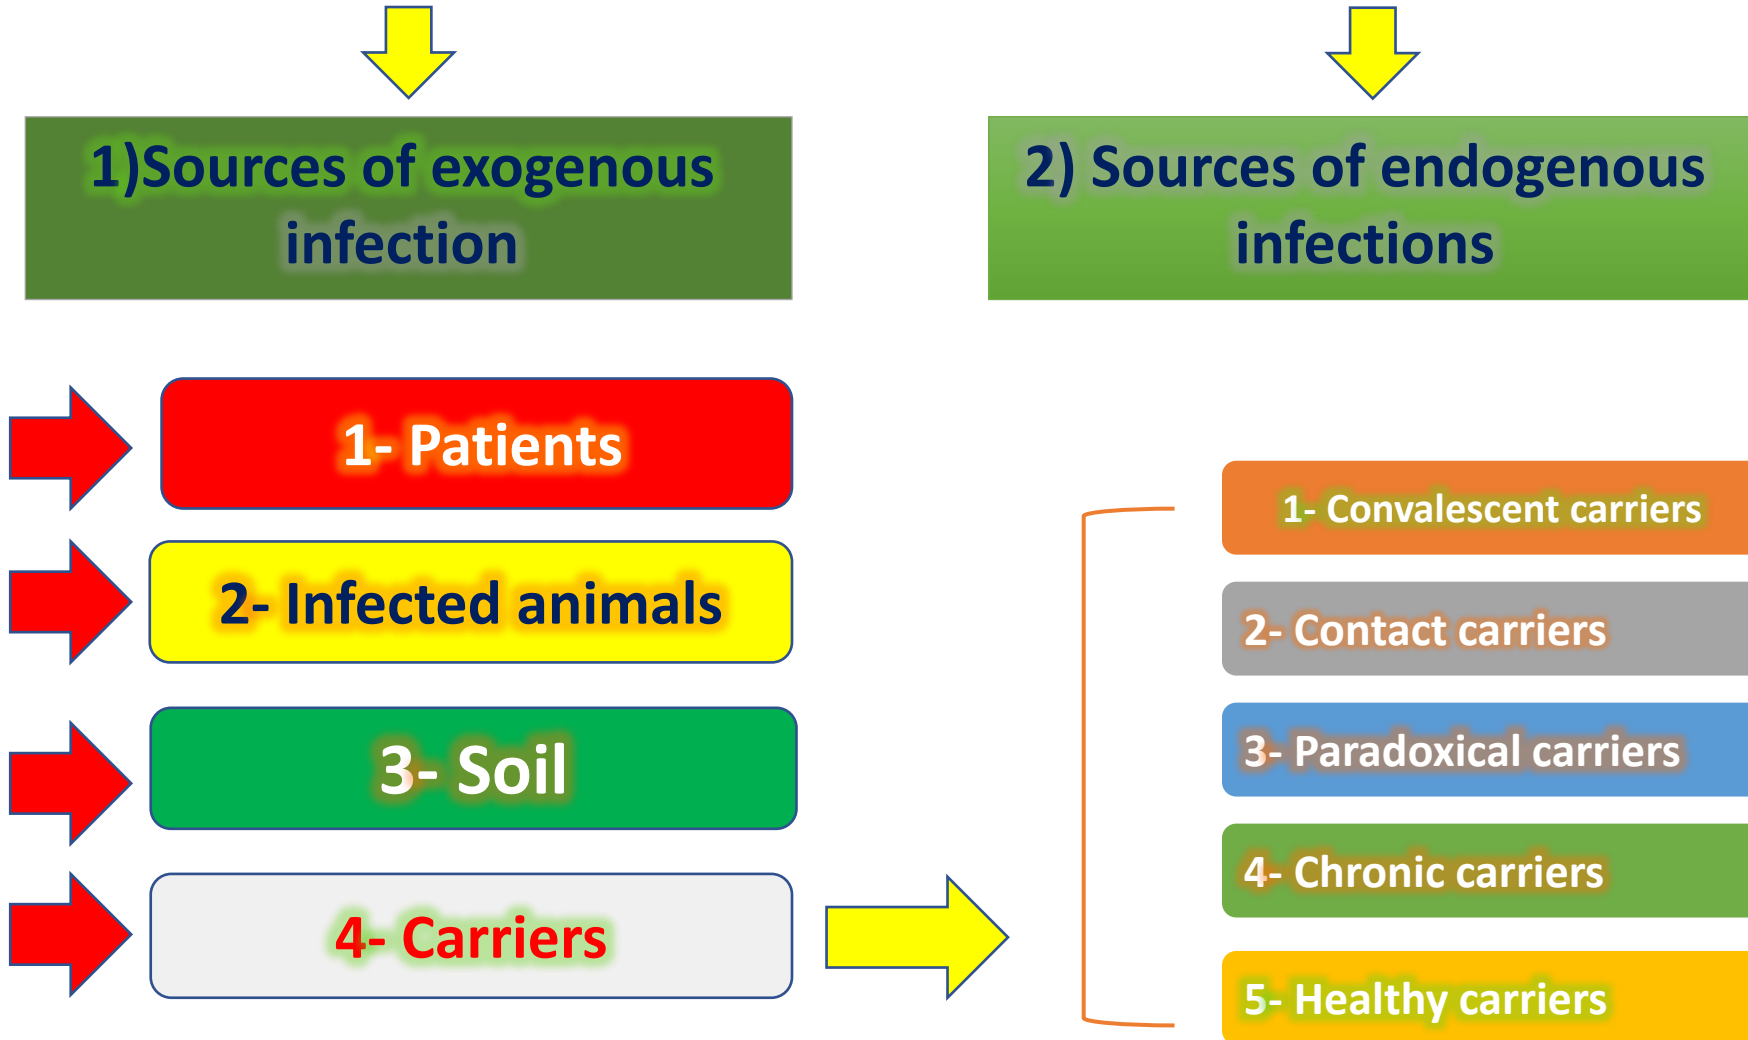 1)Sources of exogenous
infection
2) Sources of endogenous
infections
1- Patients
2- Infected animals
3- Soil
4- Carriers
1- Convalescent carriers
2- Contact carriers
3- Paradoxical carriers
4- Chronic carriers
5- Healthy carriers